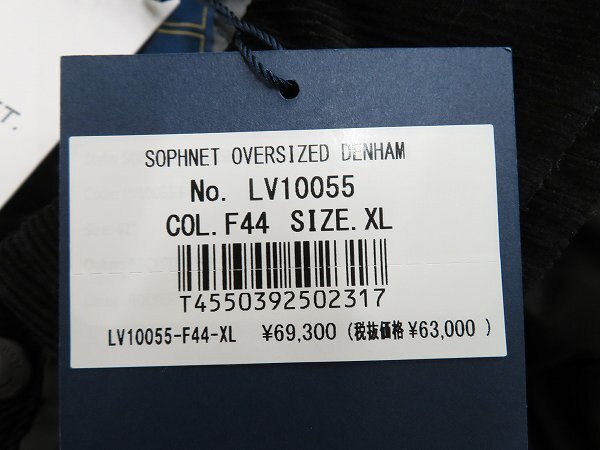 T.
SOPHNET OVERSIZED DENHAM
No. LV10055
COL.F44 SIZE.XL
T4550392502317
LV10055-F44-XL ¥69,300 (税抜価格 ¥63,000 )